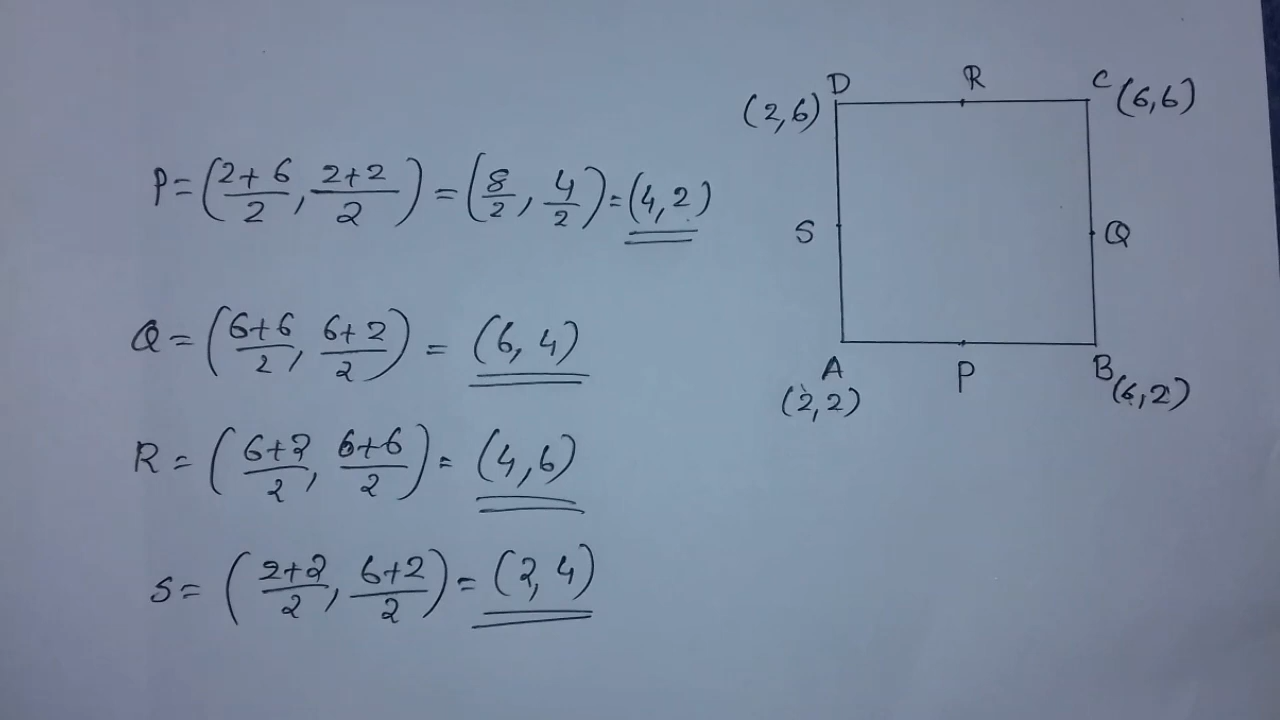 P = (2+6/2, 2+2/2) = (8/2, 4/2) = (4,2)
Q = (6+6/2, 6+2/2) = (6, 4)
R = (6+2/2, 6+6/2) = (4,6)
S = (2+2/2, 6+2/2) = (2, 4)
D R C
(2,6) (6,6)
S Q
A P B
(2,2) (6,2)